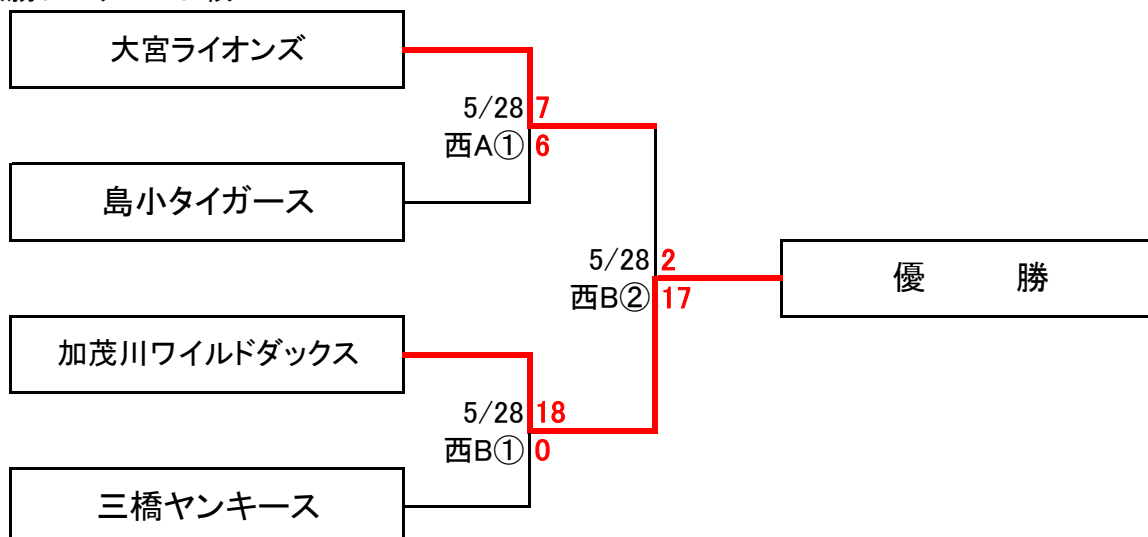 大宮ライオンズ
5/28 7
西A① 6
島小タイガース
5/28 2
西B② 17
優 勝
加茂川ワイルドダックス
5/28 18
西B① 0
三橋ヤンキース